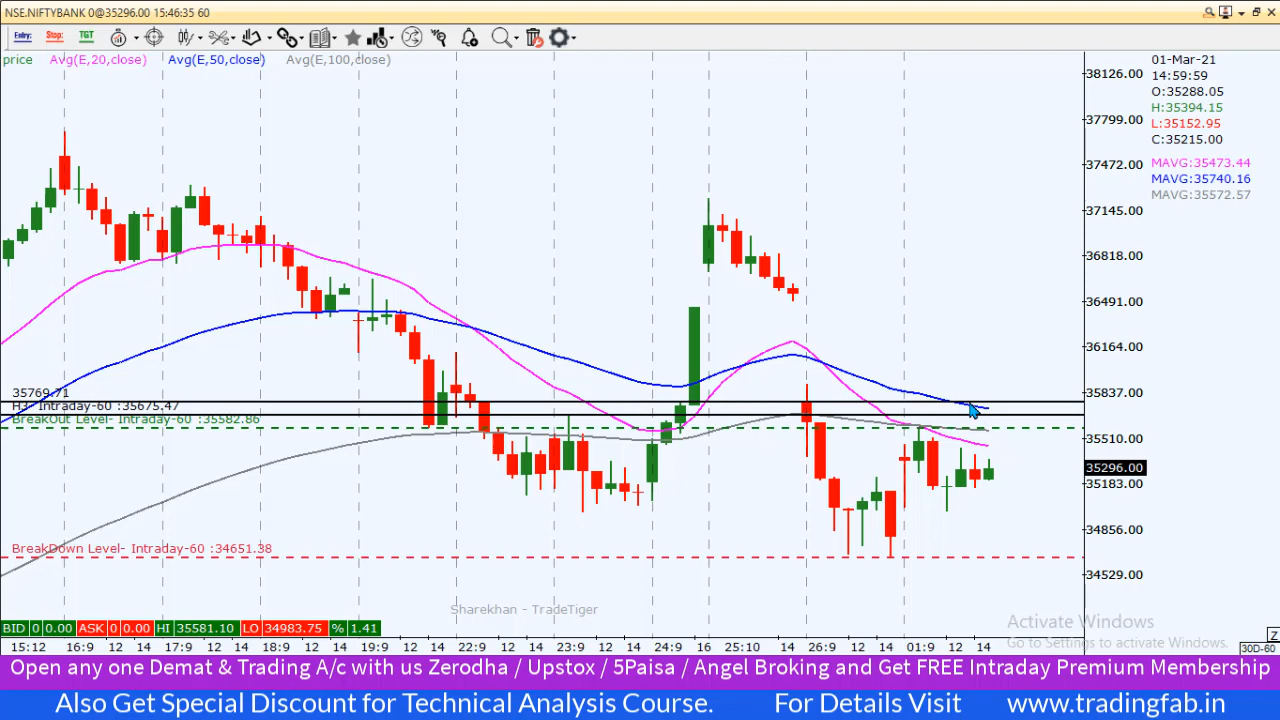 NSE.NIFTYBANK 0@35296.00 15:46:35 60
Entry: Stop: TGT
price Avg(E,20,close) Avg(E,50,close) Avg(E,100,close)
01-Mar-21
14:59:59
O:35288.05
H:35394.15
L:35152.95
C:35215.00
MAVG:35473.44
MAVG:35740.16
MAVG:35572.57
38126.00
37799.00
37472.00
37145.00
36818.00
36491.00
36164.00
35837.00
35510.00
35296.00
35183.00
34856.00
34529.00
35769.71
Intraday-60 :35675.47
BreakOut Level- Intraday-60 :35582.86
BreakDown Level- Intraday-60 :34651.38
Sharekhan - TradeTiger
Activate Windows
Go to Settings to activate Windows.
BID 0 0.00 ASK 0 0.00 HI 35581.10 LO 34983.75 % 1.41
Z
15:12 16:9 12 14 17:9 12 14 18:9 12 14 19:9 12 14 22:9 12 14 23:9 12 14 24:9 16 25:10 14 26:9 12 14 01:9 12 14 30D-60
Open any one Demat & Trading A/c with us Zerodha / Upstox / 5Paisa / Angel Broking and Get FREE Intraday Premium Membership
Also Get Special Discount for Technical Analysis Course. For Details Visit www.tradingfab.in